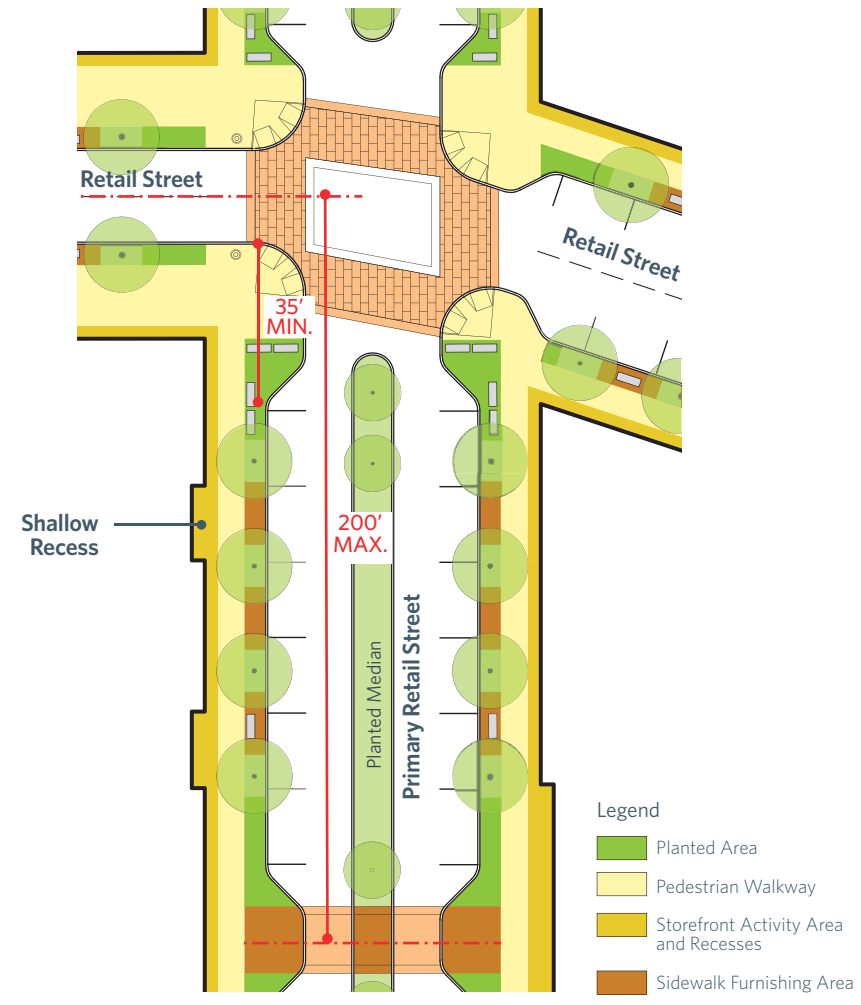 Retail Street
Retail Street
35'
MIN.
Shallow
Recess
200'
MAX.
Planted Median
Primary Retail Street
Legend
Planted Area
Pedestrian Walkway
Storefront Activity Area
and Recesses
Sidewalk Furnishing Area